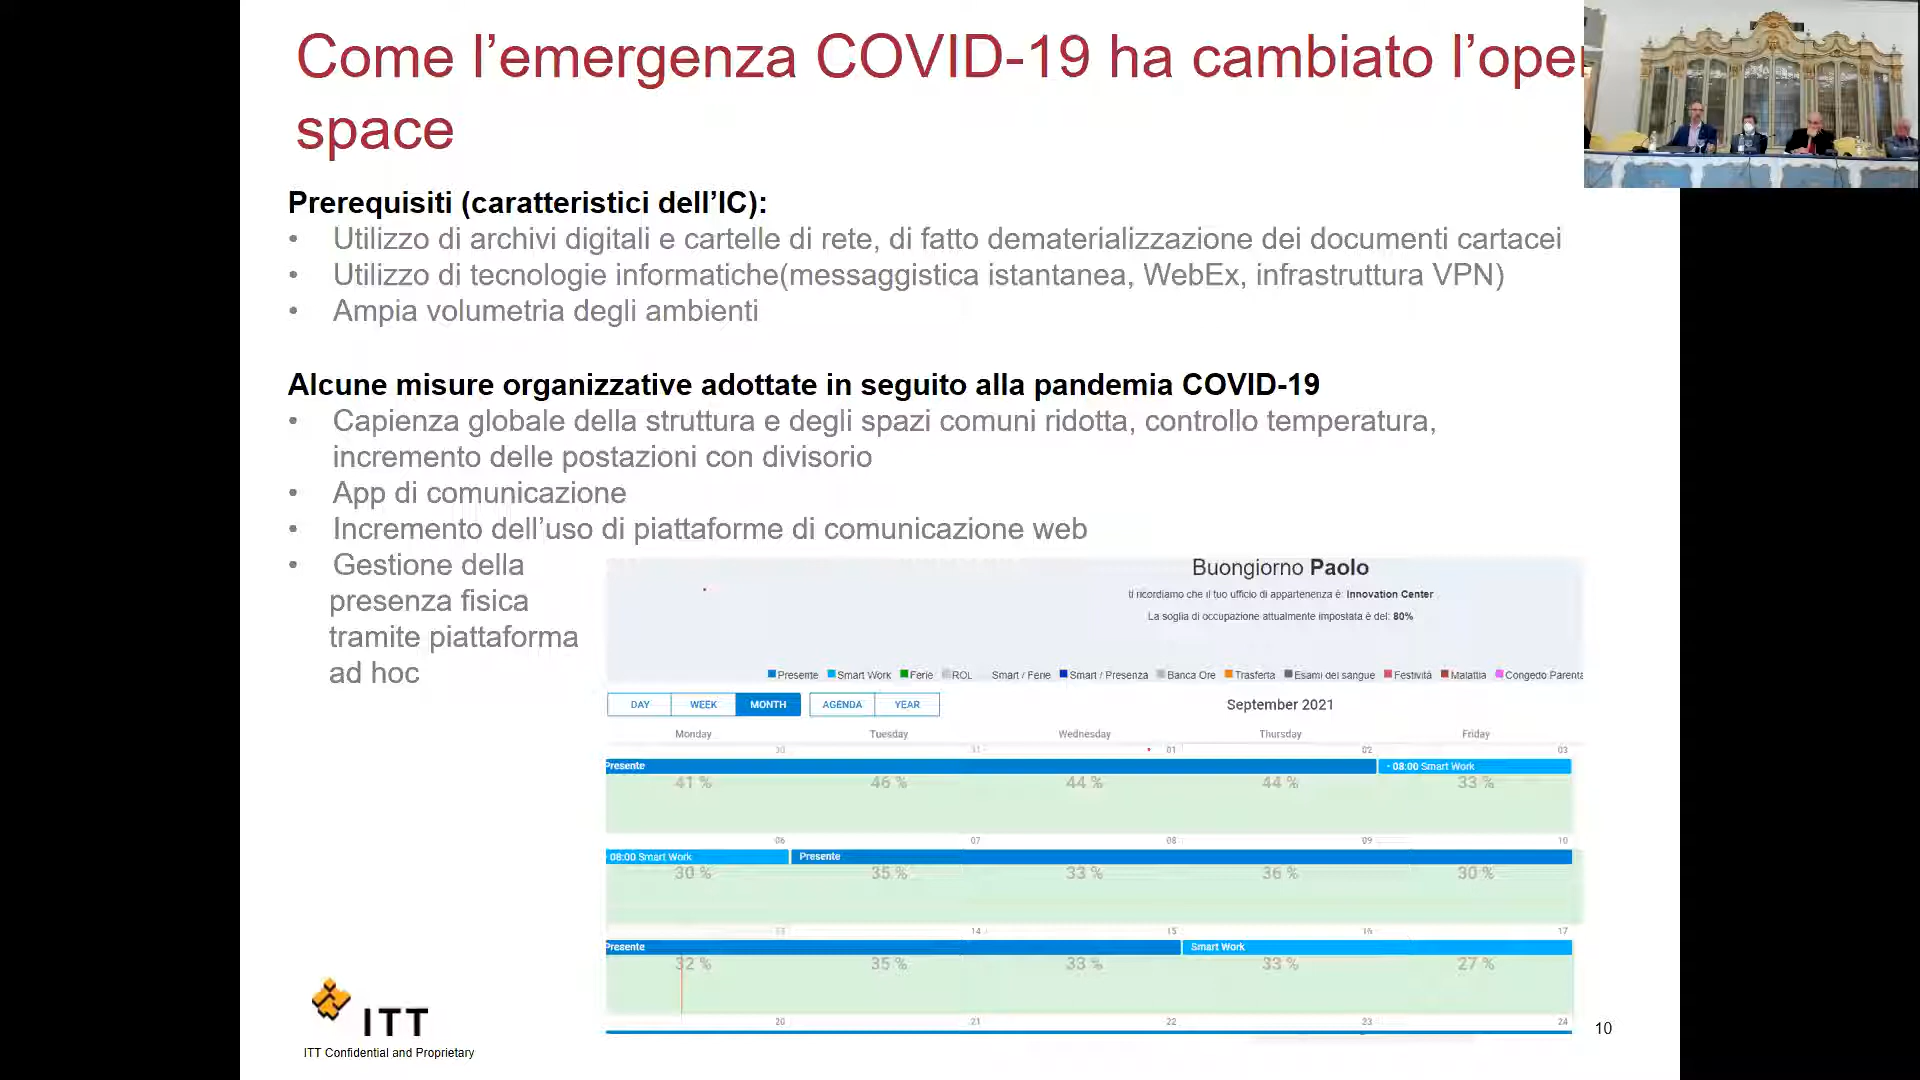 Come l’emergenza COVID-19 ha cambiato l’ope
space
Prerequisiti (caratteristici dell’IC):
• Utilizzo di archivi digitali e cartelle di rete, di fatto dematerializzazione dei documenti cartacei
• Utilizzo di tecnologie informatiche(messaggistica istantanea, WebEx, infrastruttura VPN)
• Ampia volumetria degli ambienti
Alcune misure organizzative adottate in seguito alla pandemia COVID-19
• Capienza globale della struttura e degli spazi comuni ridotta, controllo temperatura,
incremento delle postazioni con divisorio
• App di comunicazione
• Incremento dell’uso di piattaforme di comunicazione web
• Gestione della
presenza fisica
tramite piattaforma
ad hoc
Buongiorno Paolo
ti ricordiamo che il tuo ufficio di appartenenza è: Innovation Center
La soglia di occupazione attualmente impostata è del: 80%
Presente Smart Work Ferie ROL Smart / Ferie Smart / Presenza Banca Ore Trasferta Esami del sangue Festività Malattia Congedo Parenta
DAY WEEK MONTH AGENDA YEAR
September 2021
Monday Tuesday Wednesday Thursday Friday
30 31 01 02 03
Presente - 08:00 Smart Work
41 % 46 % 44 % 44 % 33 %
06 07 08 09 10
08:00 Smart Work Presente
30 % 35 % 33 % 36 % 30 %
13 14 15 16 17
Presente Smart Work
32 % 35 % 33 % 33 % 27 %
20 21 22 23 24
ITT
ITT Confidential and Proprietary
10